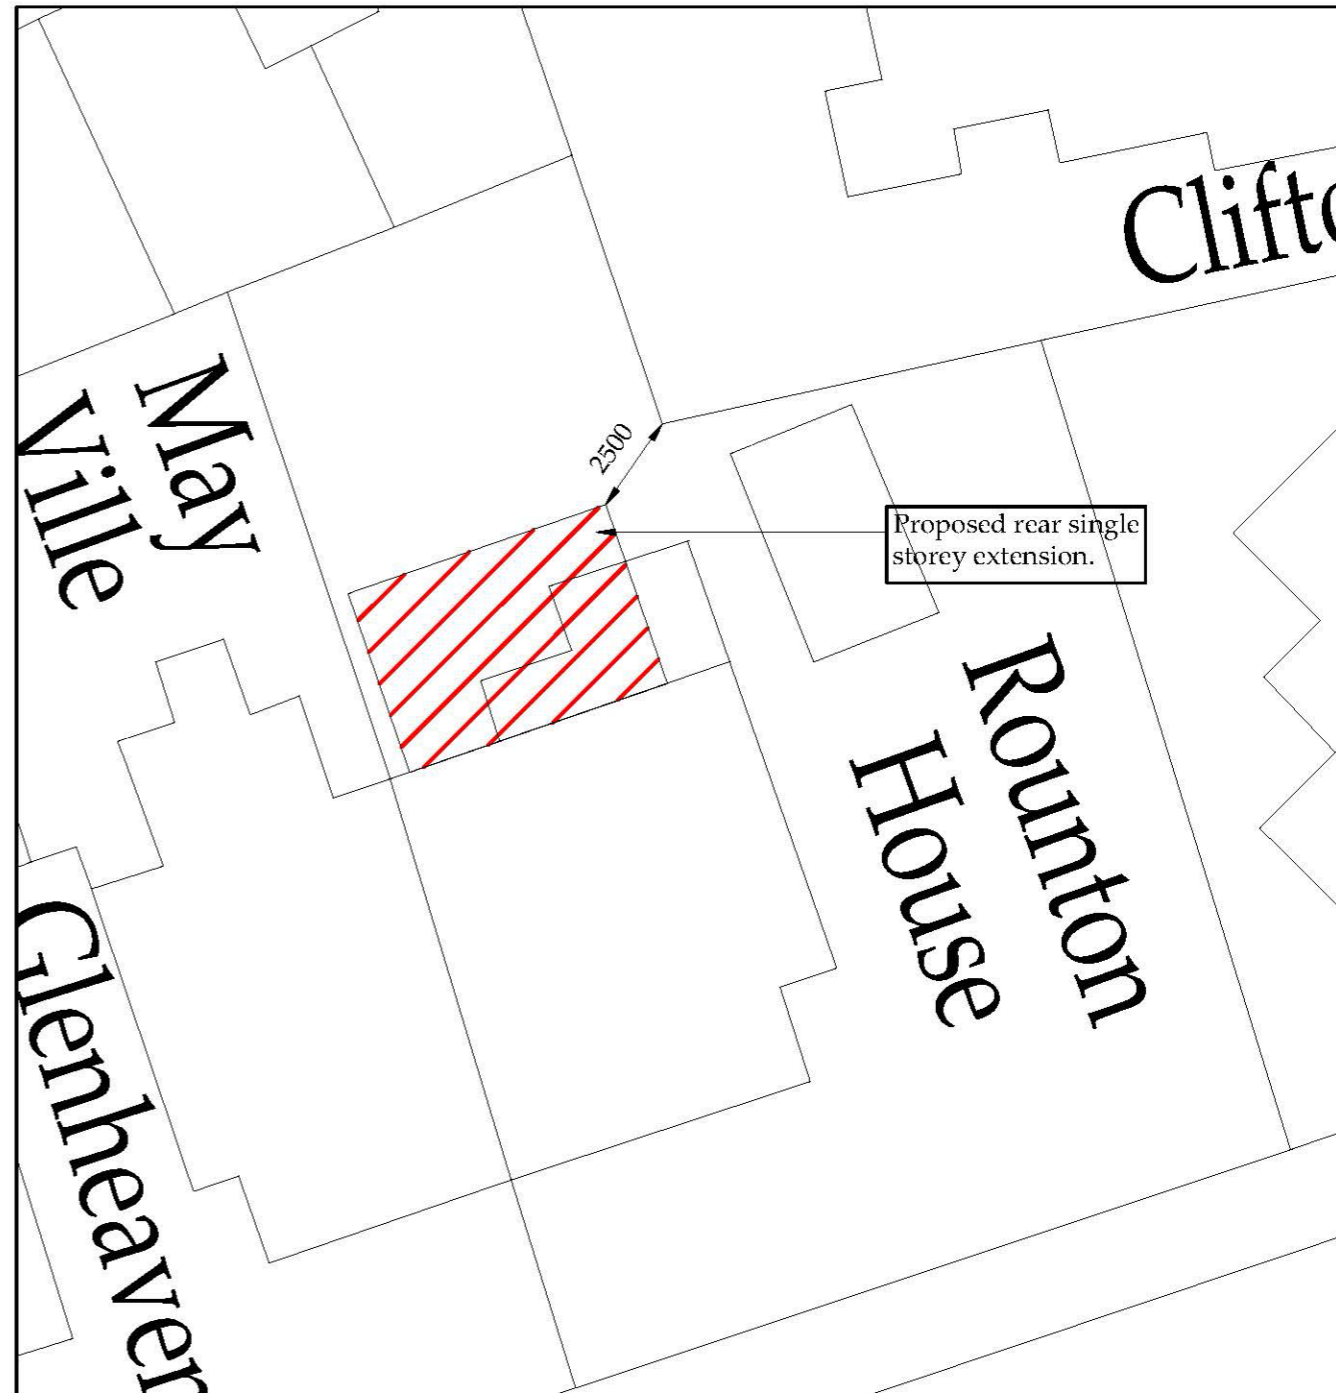 Clifto
May
Ville
2500
Proposed rear single
storey extension.
Rounton
House
Glenheaven